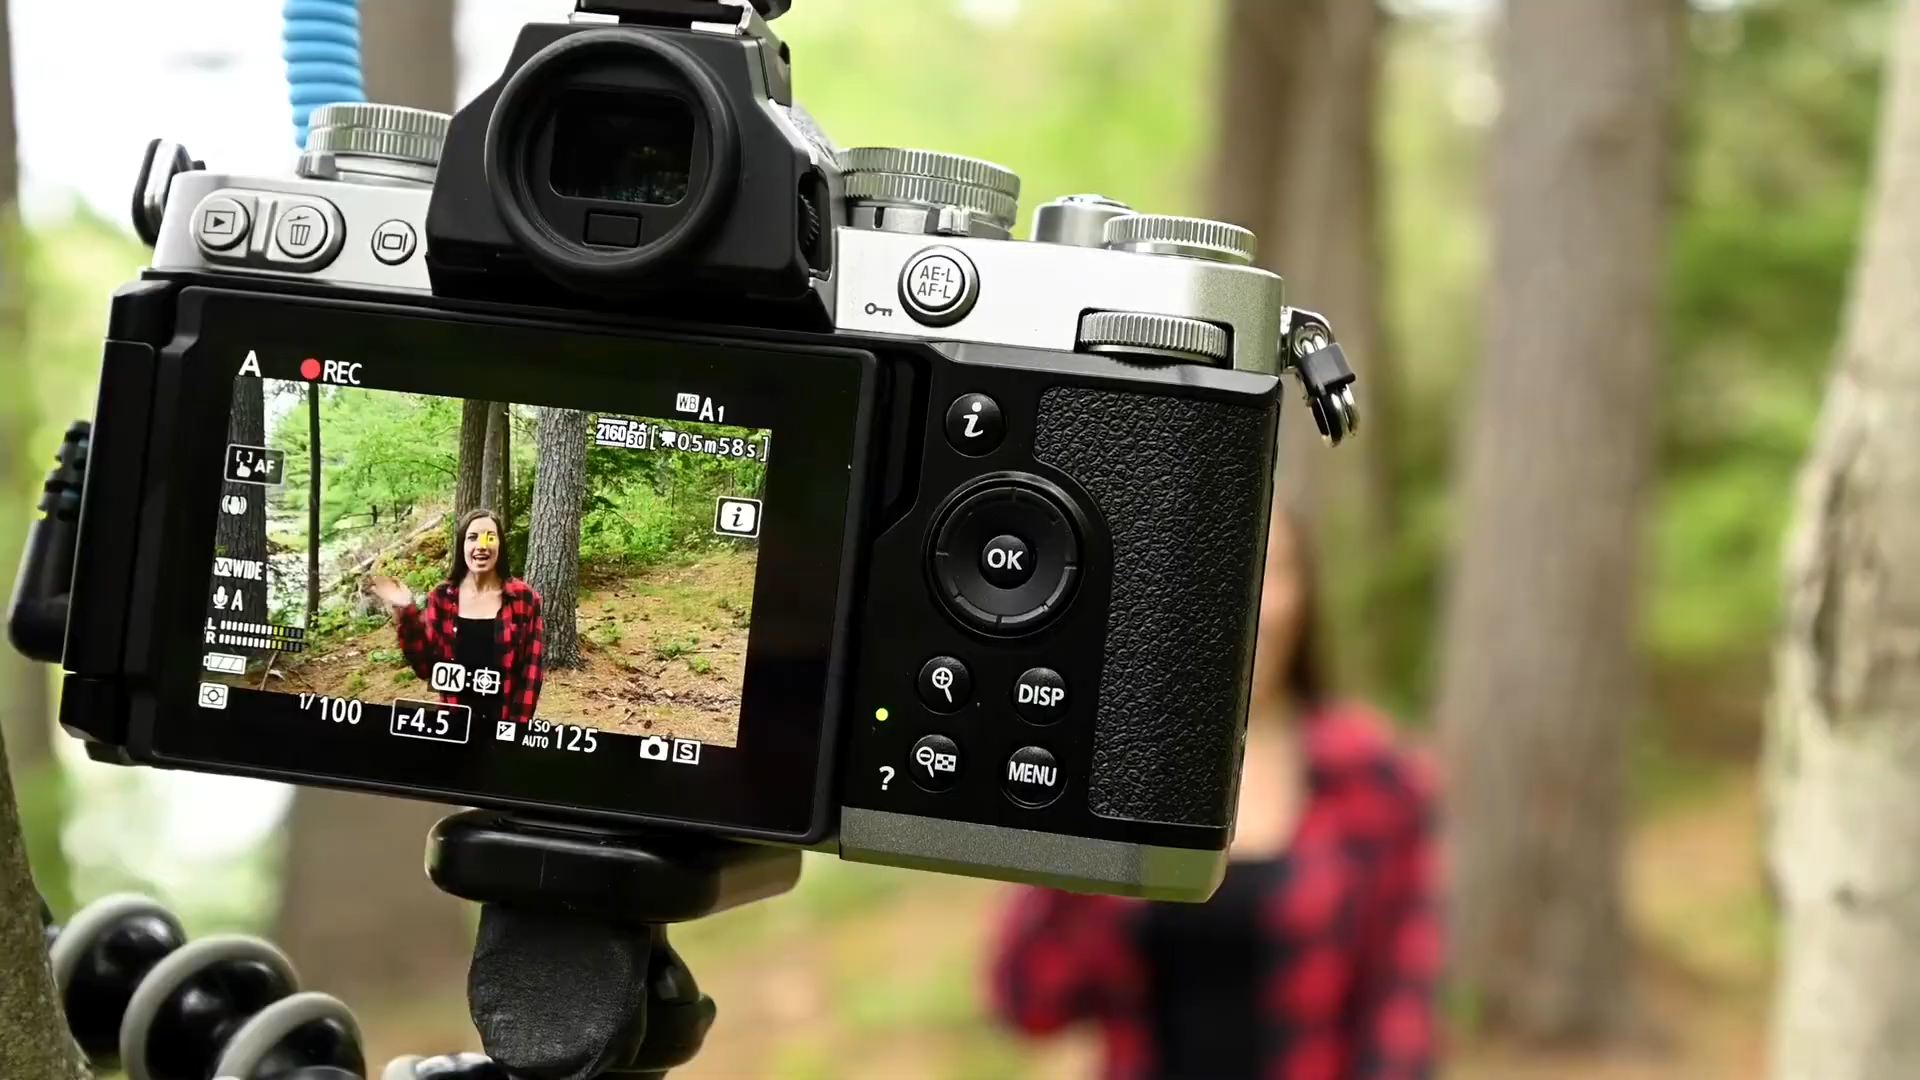 AE-L
AF-L
A REC
WB A1
2160 P★ 30 [05m58s]
i
AF
i
WIDE
A
L
R
OK
OK:
1/100 F4.5 ISO AUTO 125 S
DISP
? MENU